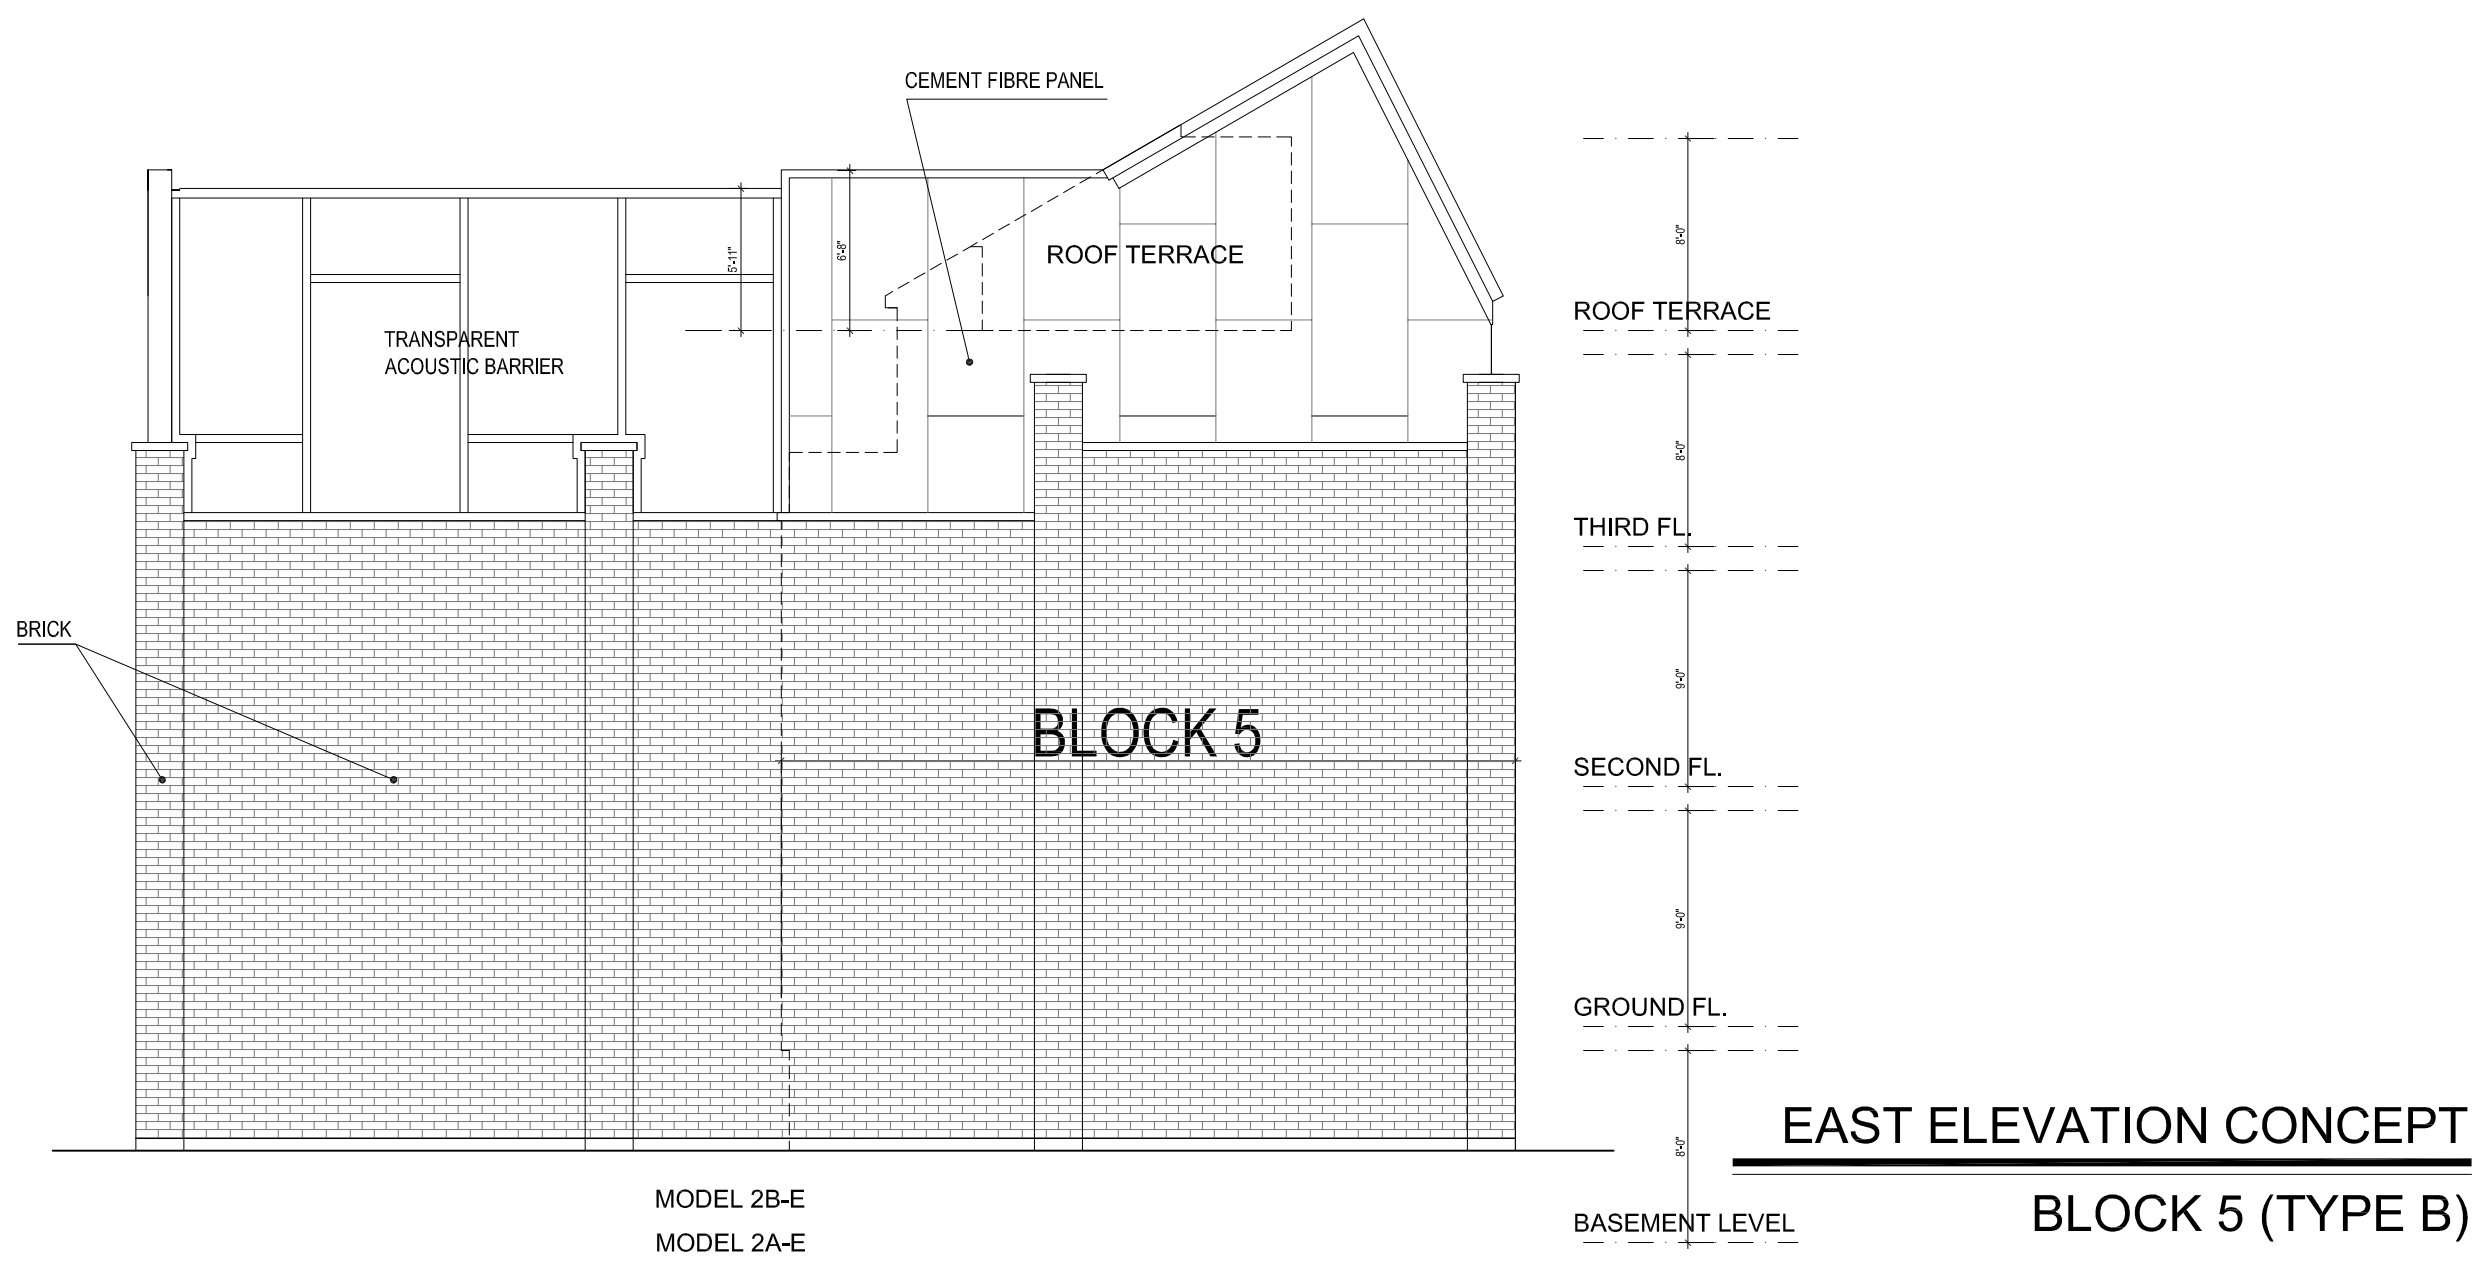 CEMENT FIBRE PANEL
5'-11"
6'-8"
ROOF TERRACE
8'-0"
ROOF TERRACE
TRANSPARENT
ACOUSTIC BARRIER
8'-0"
THIRD FL.
BRICK
9'-0"
BLOCK 5
SECOND FL.
9'-0"
GROUND FL.
8'-0"
EAST ELEVATION CONCEPT
MODEL 2B-E
BLOCK 5 (TYPE B)
BASEMENT LEVEL
MODEL 2A-E